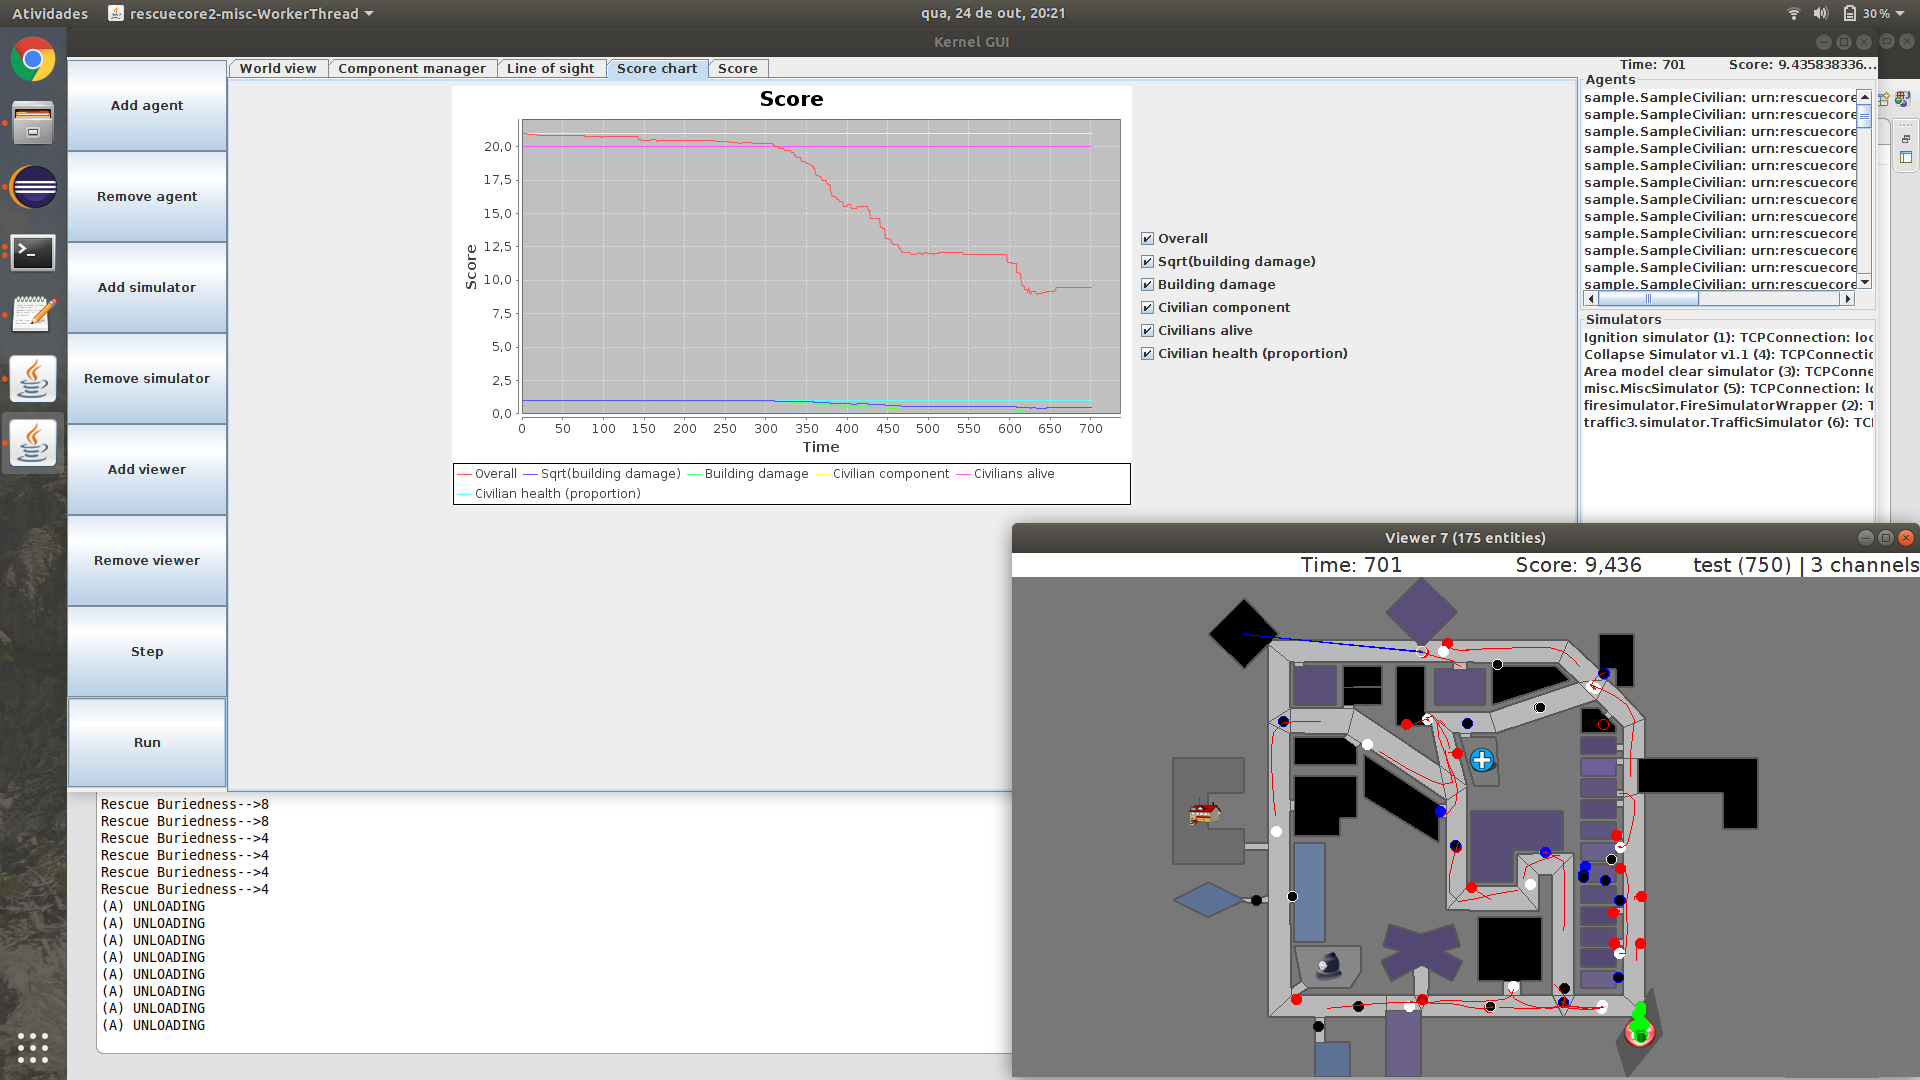 Atividades
rescuecore2-misc-WorkerThread
qua, 24 de out, 20:21
30 %
Kernel GUI
Add agent
Remove agent
Add simulator
Remove simulator
Add viewer
Remove viewer
Step
Run
World view
Component manager
Line of sight
Score chart
Score
Time: 701 Score: 9.435838336...
Score
20,0
17,5
15,0
12,5
10,0
7,5
5,0
2,5
0,0
Score
0 50 100 150 200 250 300 350 400 450 500 550 600 650 700
Time
Overall Sqrt(building damage) Building damage Civilian component Civilians alive
Civilian health (proportion)
Overall
Sqrt(building damage)
Building damage
Civilian component
Civilians alive
Civilian health (proportion)
Agents
sample.SampleCivilian: urn:rescuecore
sample.SampleCivilian: urn:rescuecore
sample.SampleCivilian: urn:rescuecore
sample.SampleCivilian: urn:rescuecore
sample.SampleCivilian: urn:rescuecore
sample.SampleCivilian: urn:rescuecore
sample.SampleCivilian: urn:rescuecore
sample.SampleCivilian: urn:rescuecore
sample.SampleCivilian: urn:rescuecore
sample.SampleCivilian: urn:rescuecore
sample.SampleCivilian: urn:rescuecore
sample.SampleCivilian: urn:rescuecore
Simulators
Ignition simulator (1): TCPConnection: loc
Collapse Simulator v1.1 (4): TCPConnectio
Area model clear simulator (3): TCPConne
misc.MiscSimulator (5): TCPConnection: lo
firesimulator.FireSimulatorWrapper (2): T
traffic3.simulator.TrafficSimulator (6): TCI
Rescue Buriedness-->8
Rescue Buriedness-->8
Rescue Buriedness-->4
Rescue Buriedness-->4
Rescue Buriedness-->4
Rescue Buriedness-->4
(A) UNLOADING
(A) UNLOADING
(A) UNLOADING
(A) UNLOADING
(A) UNLOADING
(A) UNLOADING
(A) UNLOADING
(A) UNLOADING
Viewer 7 (175 entities)
Time: 701 Score: 9,436 test (750) | 3 channels